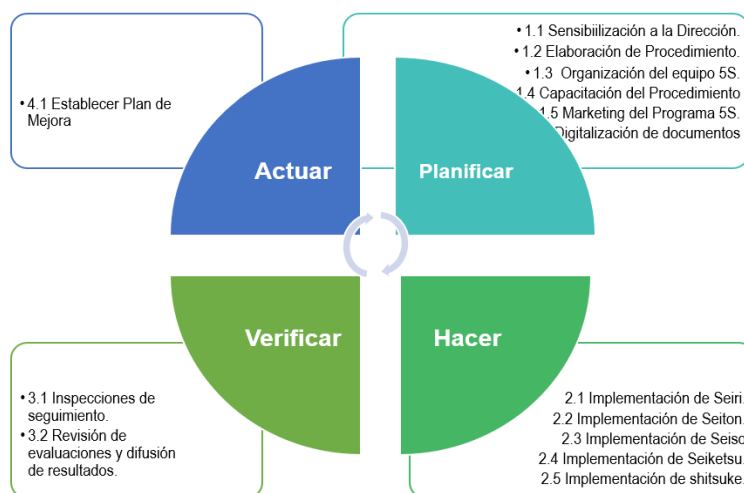 • 4.1 Establecer Plan de
Mejora
• 1.1 Sensibiilización a la Dirección.
• 1.2 Elaboración de Procedimiento.
• 1.3 Organización del equipo 5S.
1.4 Capacitación del Procedimiento
1.5 Marketing del Programa 5S.
Digitalización de documentos
Actuar
Planificar
Verificar
Hacer
• 3.1 Inspecciones de
seguimiento.
• 3.2 Revisión de
evaluaciones y difusión
de resultados.
2.1 Implementación de Seiri.
2.2 Implementación de Seiton.
2.3 Implementación de Seiso
2.4 Implementación de Seiketsu.
2.5 Implementación de shitsuke.